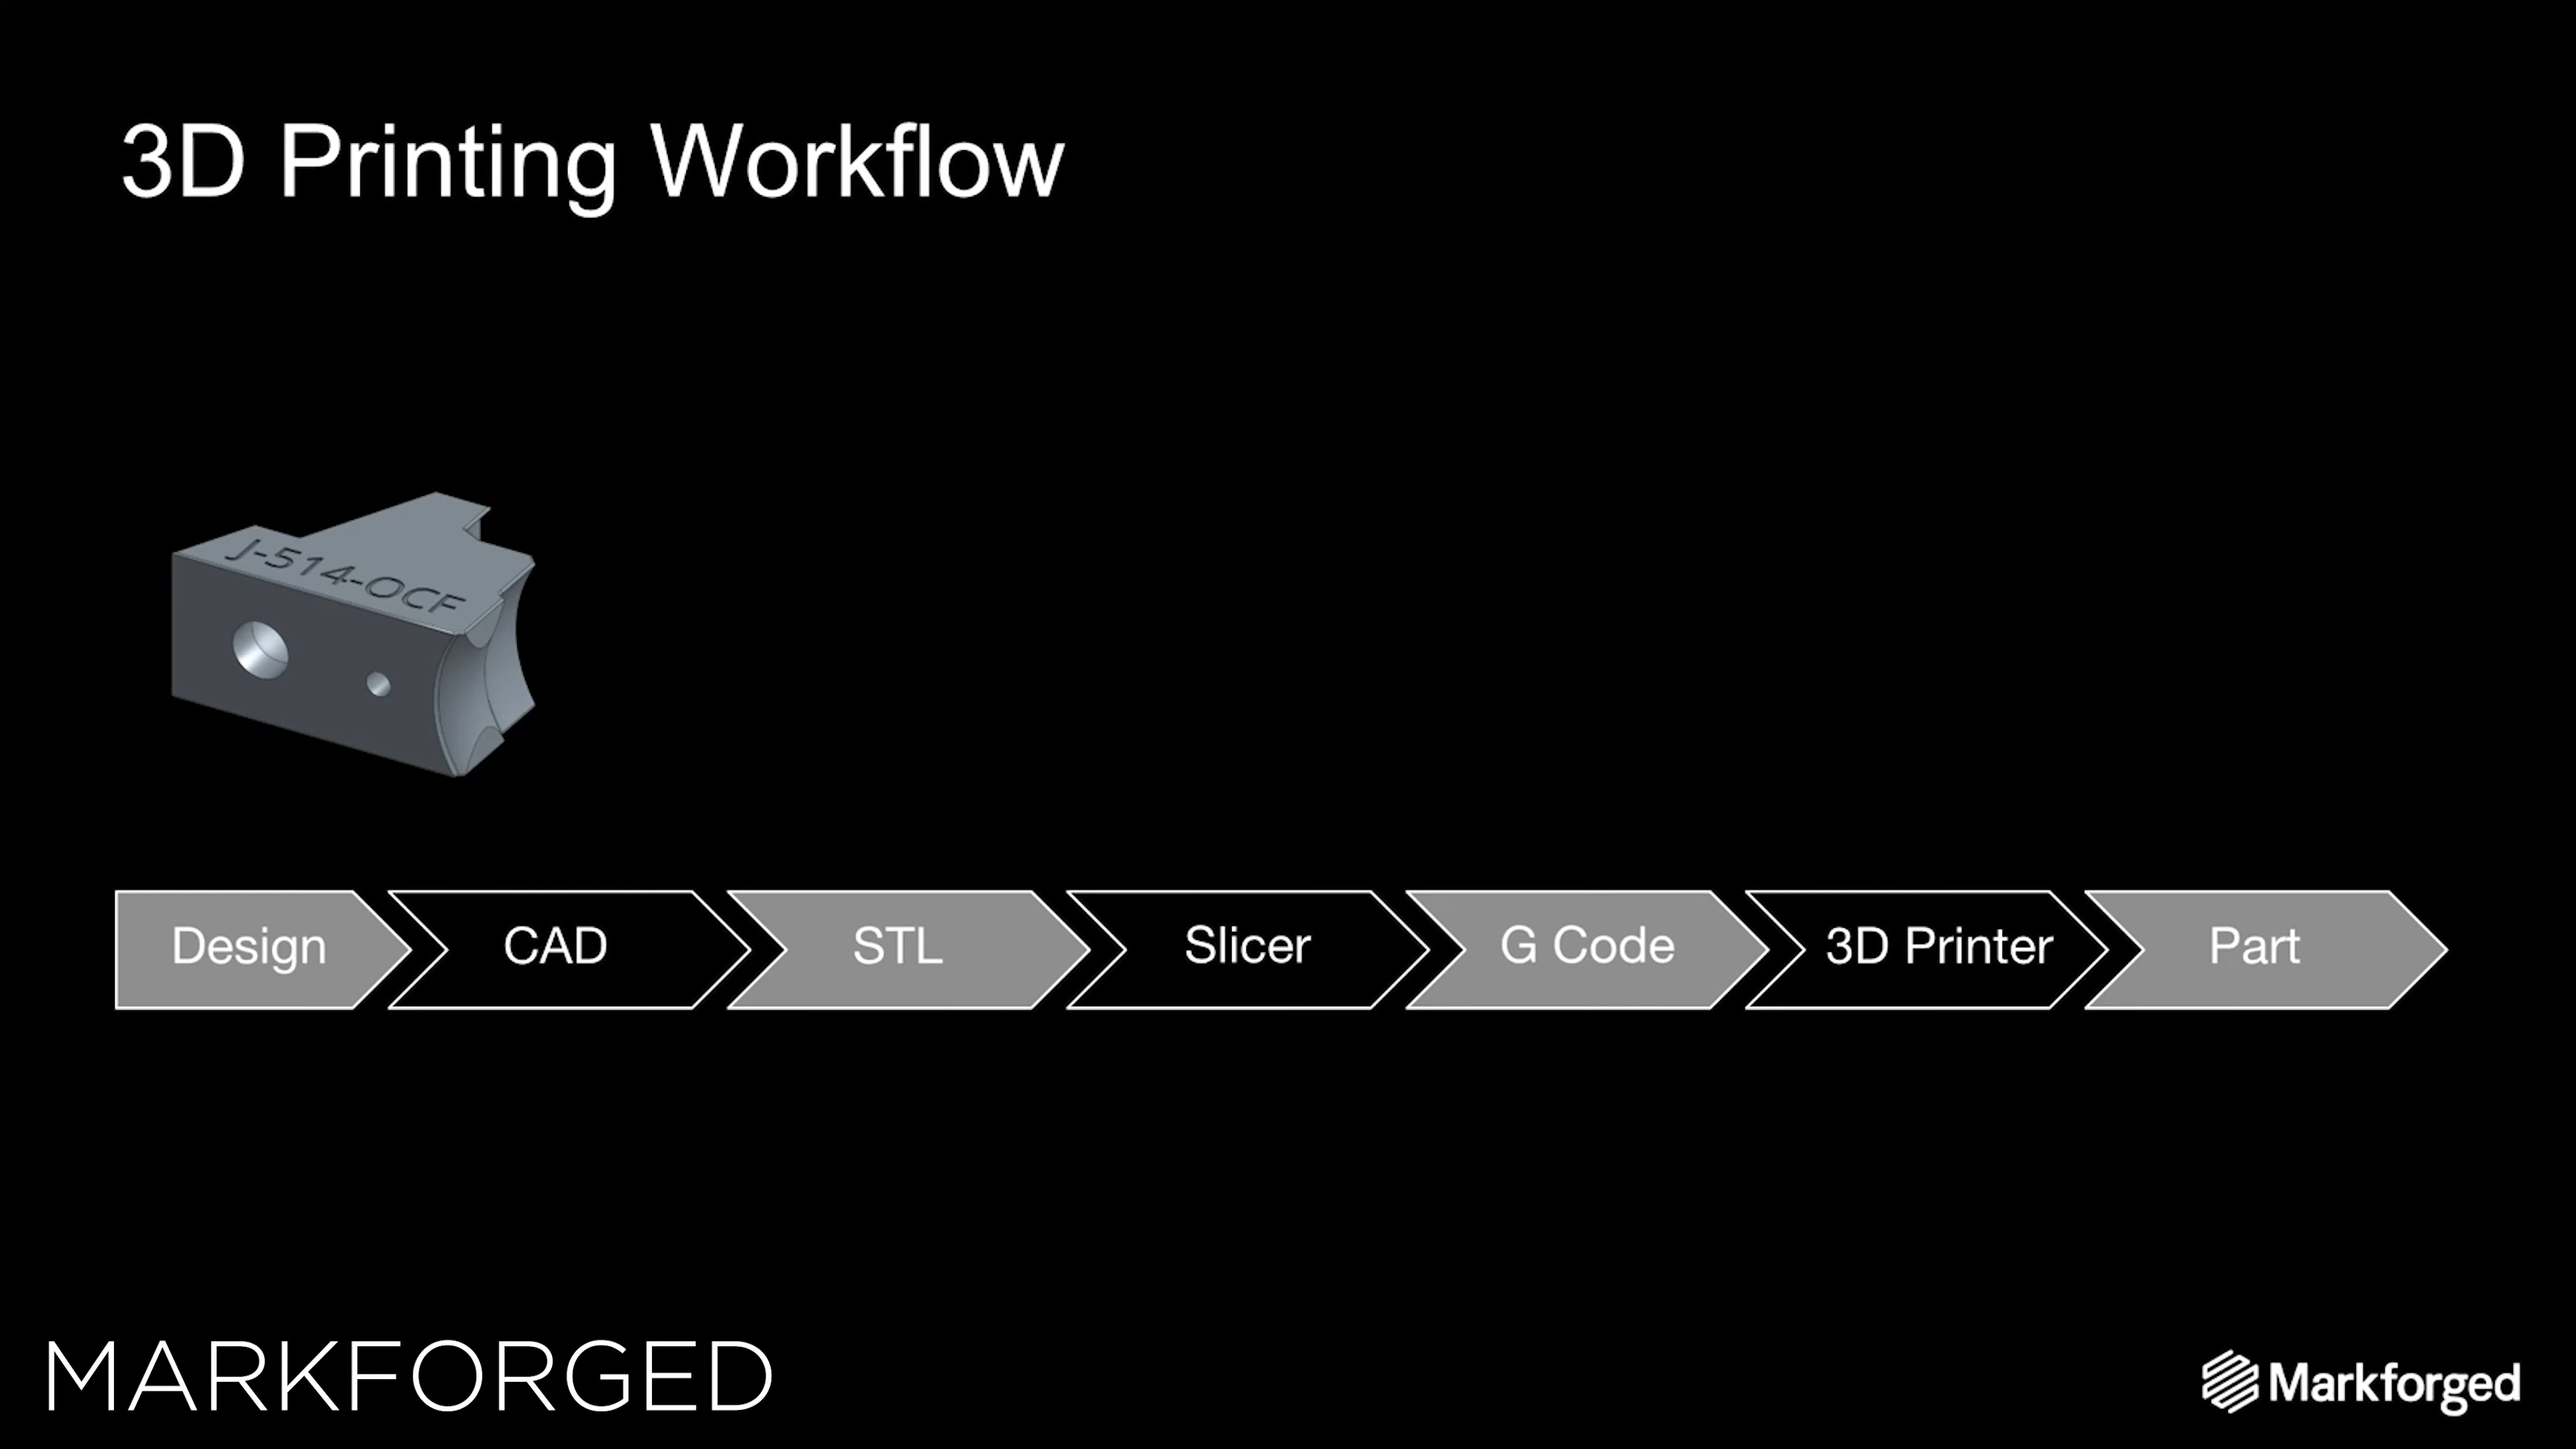 3D Printing Workflow
J-514-OCF
Design
CAD
STL
Slicer
G Code
3D Printer
Part
MARKFORGED
Markforged